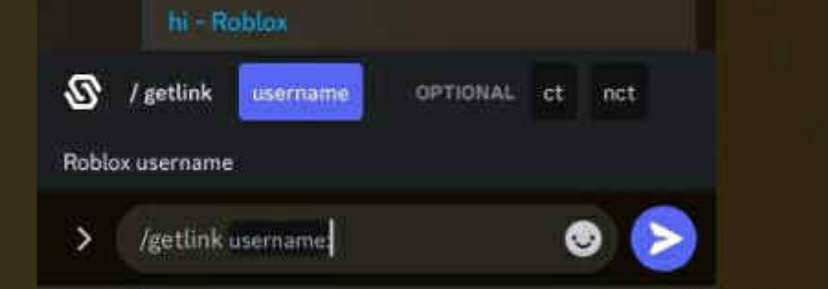 hi - Roblox
/ getlink username OPTIONAL ct nct
Roblox username
/getlink username: